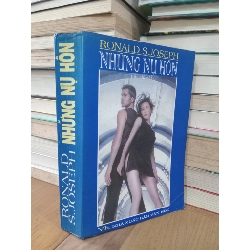 RONALD S. JOSEPH
NHỮNG NỤ HÔN
RONALD
S. JOSEPH
NHỮNG NỤ HÔN